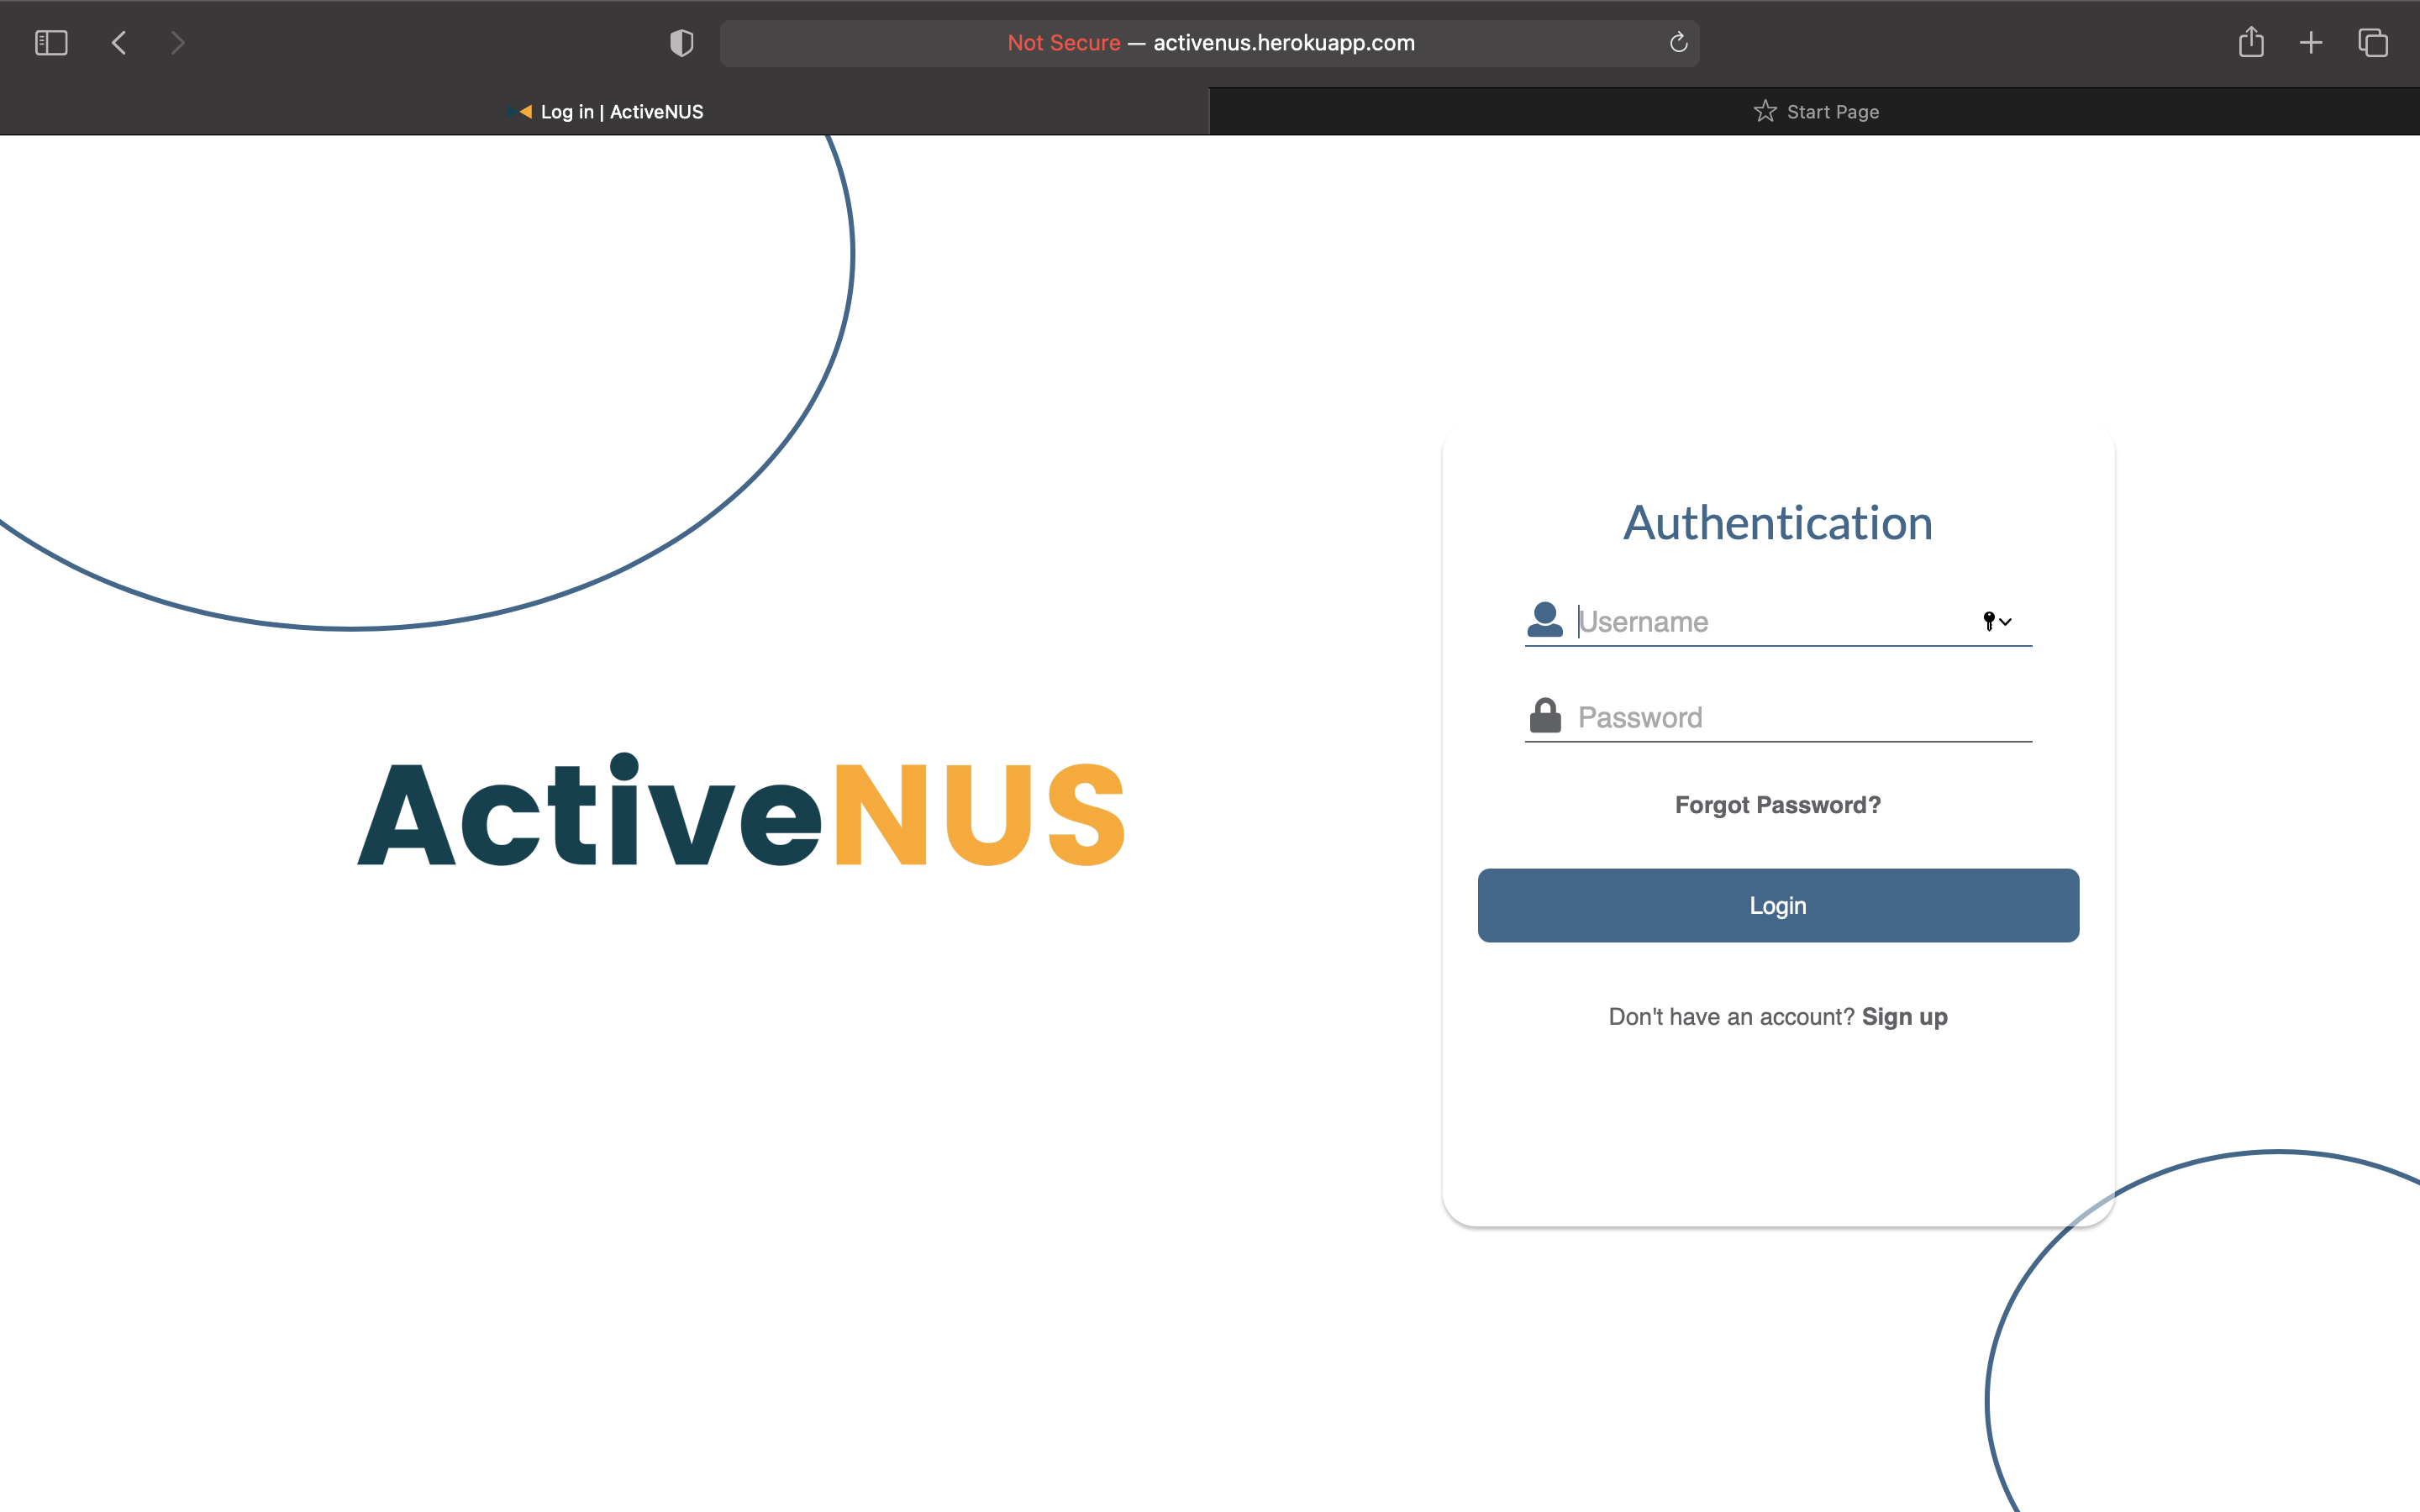 Not Secure — activenus.herokuapp.com
Log in | ActiveNUS
Start Page
ActiveNUS
Authentication
Username
Password
Forgot Password?
Login
Don't have an account? Sign up